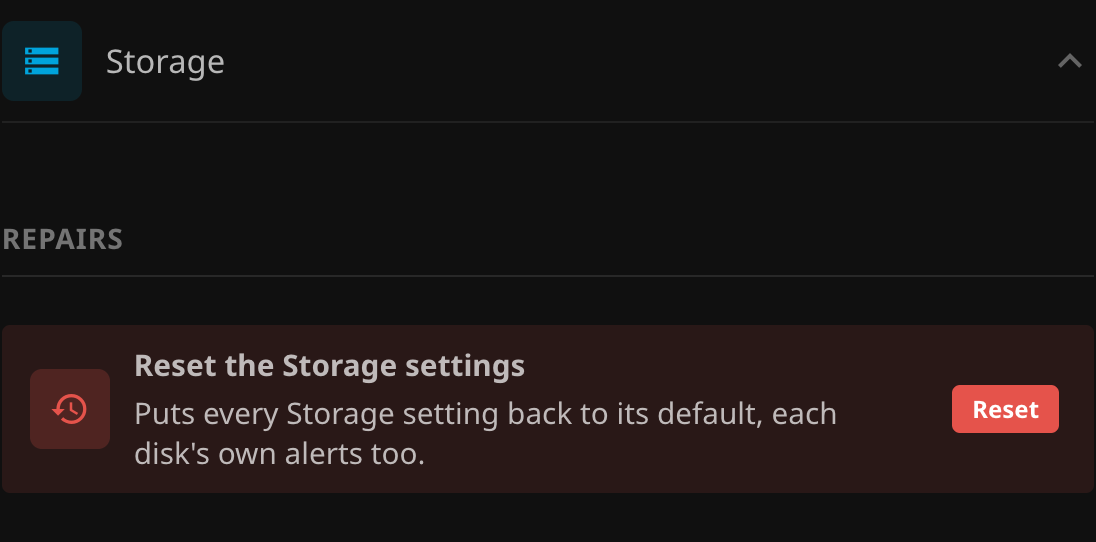 Storage
REPAIRS
Reset the Storage settings
Puts every Storage setting back to its default, each
disk's own alerts too.
Reset